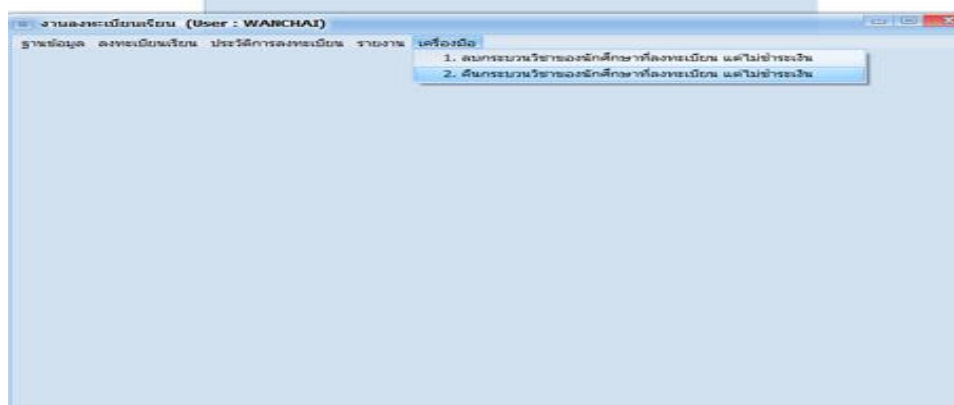 งานลงทะเบียนเรียน (User : WANCHAI)
ฐานข้อมูล ลงทะเบียนเรียน ประวัติการลงทะเบียน รายงาน เครื่องมือ
1. ลบกระบวนวิชาของนักศึกษาที่ลงทะเบียน แต่ไม่ชำระเงิน
2. คืนกระบวนวิชาของนักศึกษาที่ลงทะเบียน แต่ไม่ชำระเงิน